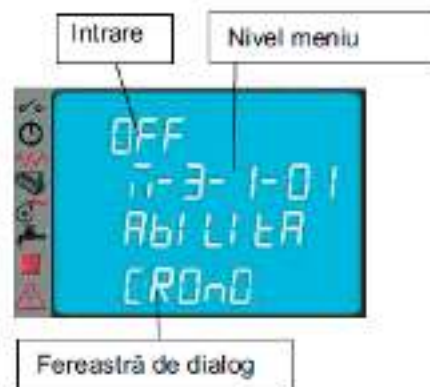 Intrare
Nivel meniu
OFF
M-3-1-01
AbILItA
CROnO
Fereastră de dialog